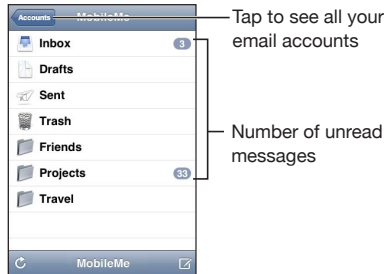 Accounts MobileMe
Tap to see all your
email accounts
Inbox 3
Drafts
Sent
Trash
Friends
Projects 33
Travel
Number of unread
messages
MobileMe